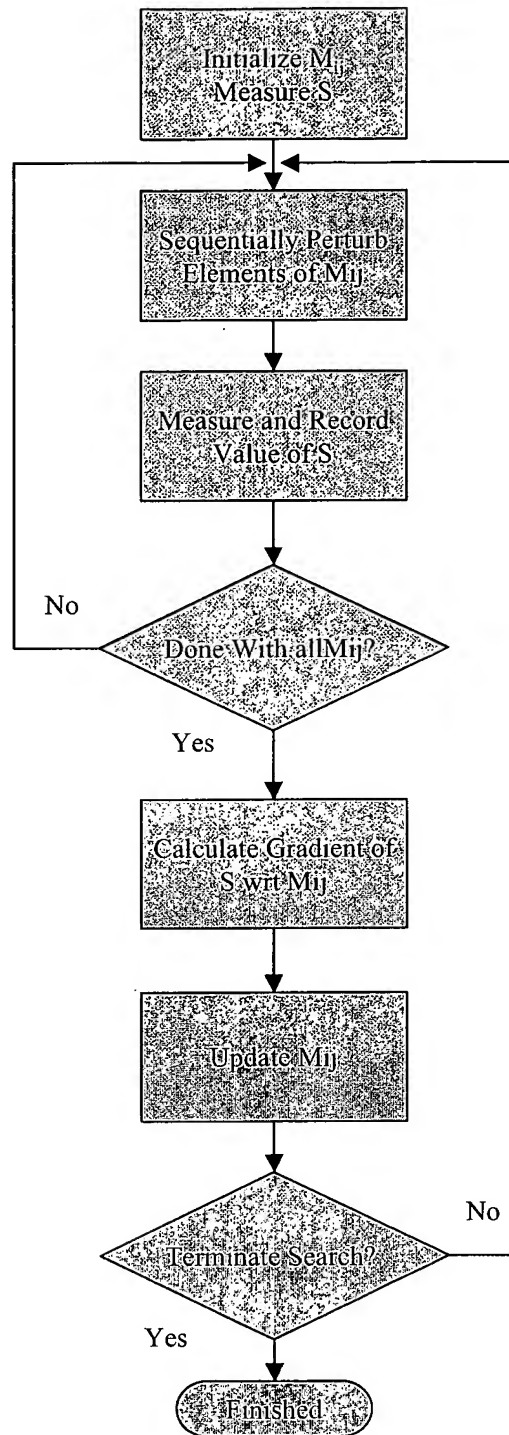 Initialize Mij
Measure S
Sequentially Perturb
Elements of Mij
Measure and Record
Value of S
No
Done With allMij?
Yes
Calculate Gradient of
S wrt Mij
Update Mij
No
Terminate Search?
Yes
Finished